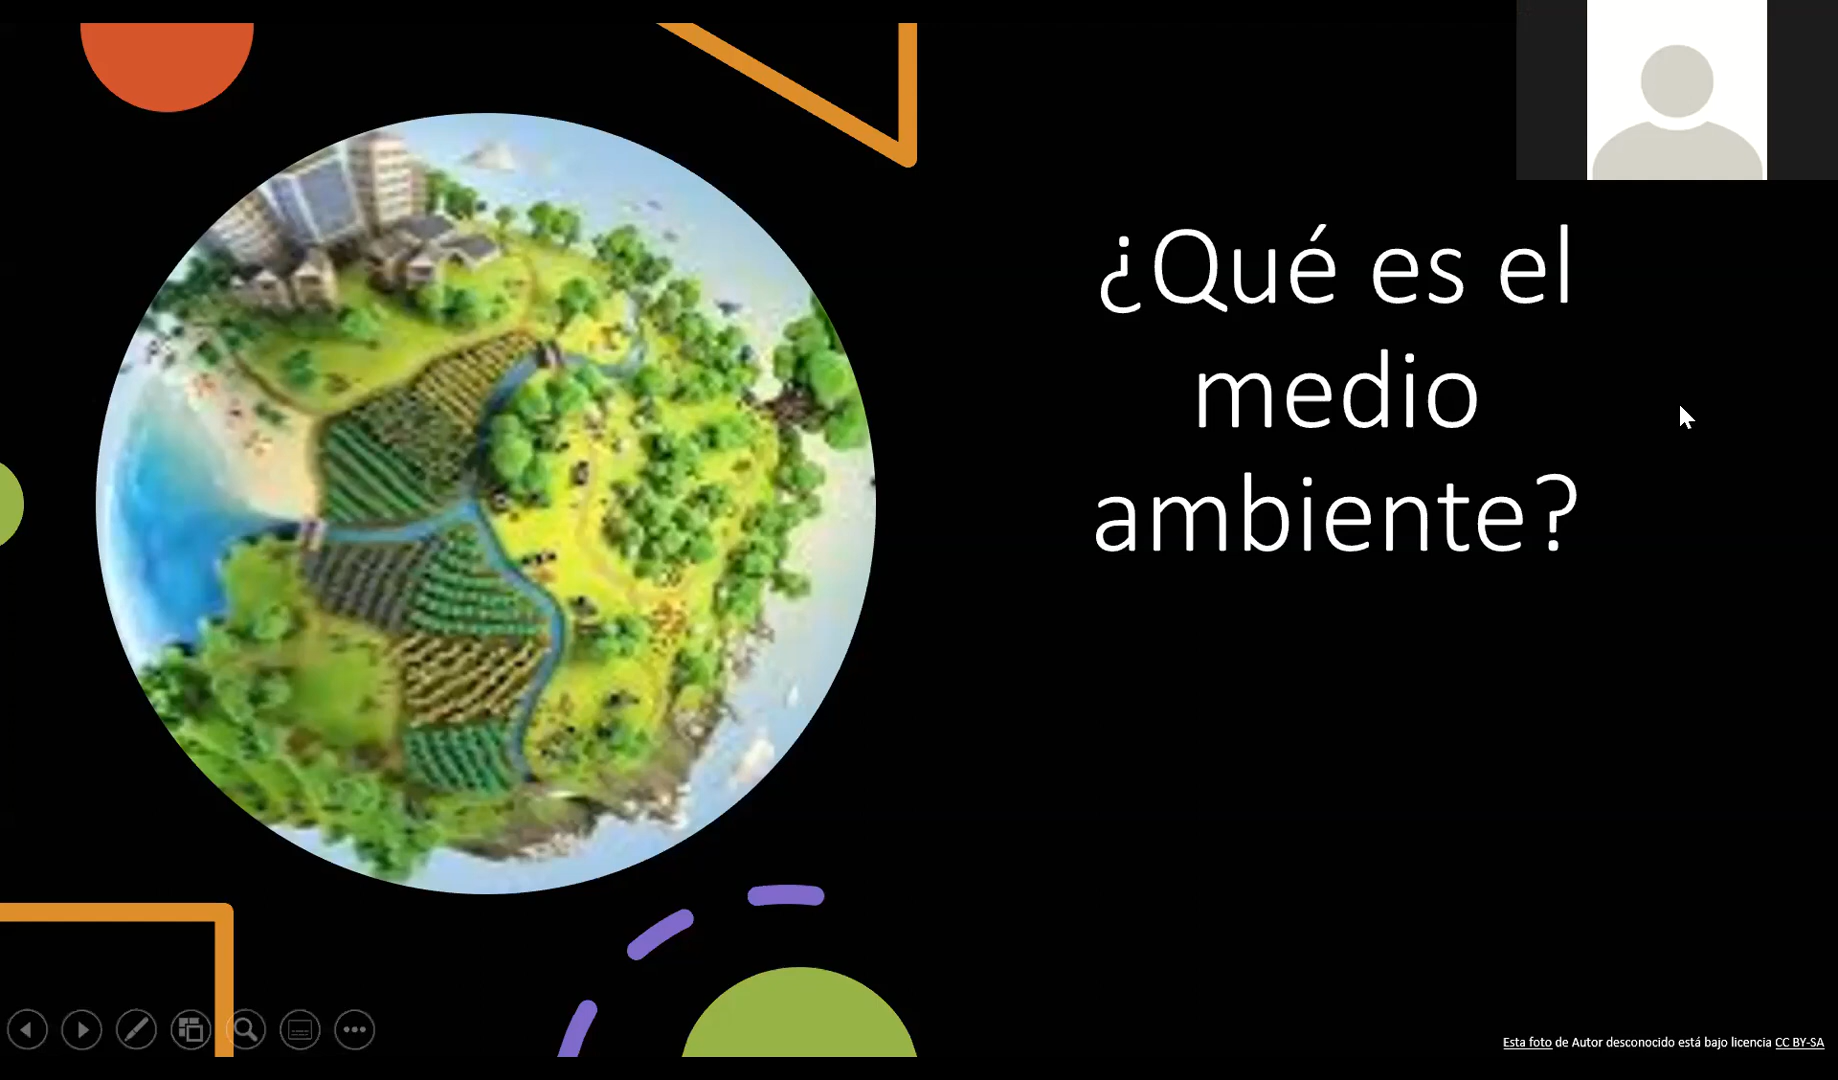 ¿Qué es el
medio
ambiente?
Esta foto de Autor desconocido está bajo licencia CC BY-SA